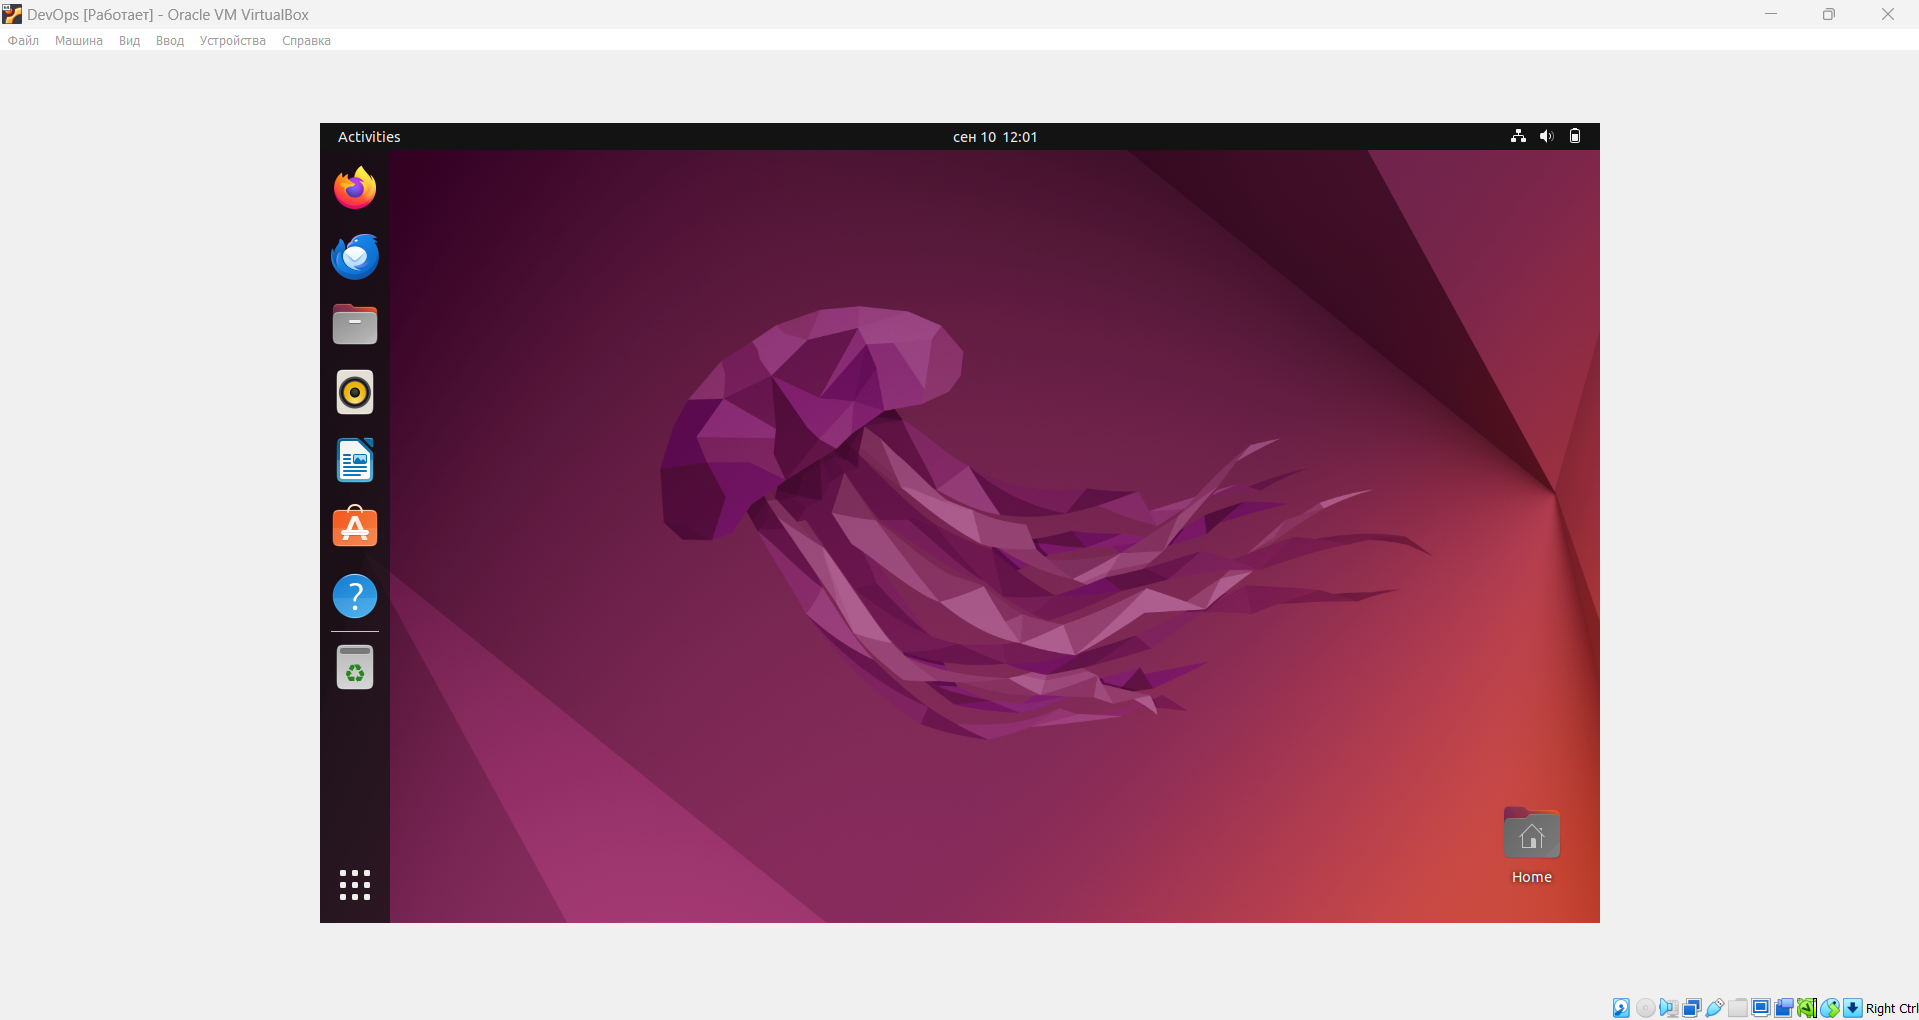 DevOps [Работает] - Oracle VM VirtualBox
Файл Машина Вид Ввод Устройства Справка
Activities сен 10 12:01
Home
Right Ctrl